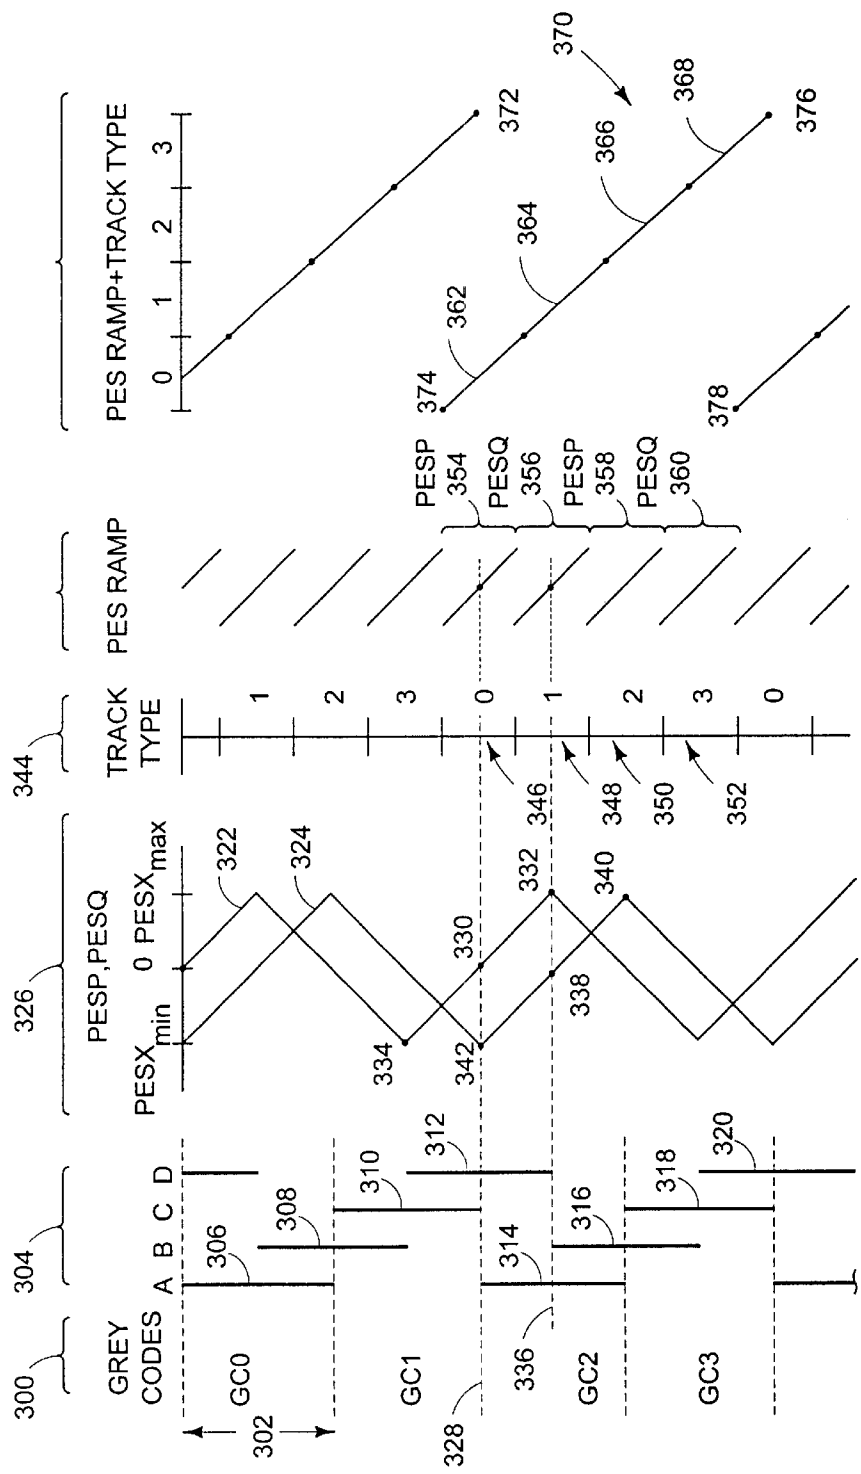 300
304
326
344
GREY CODES
A
B
C
D
PESP,PESQ
PESXmin
0
PESXmax
TRACK TYPE
PES RAMP
PES RAMP+TRACK TYPE
0
1
2
3
302
GC0
306
308
322
324
1
2
GC1
310
312
334
3
372
328
342
330
0
346
PESP 354
374
362
336
314
338
332
1
348
PESQ 356
364
370
GC2
316
340
2
350
PESP 358
366
GC3
318
320
3
352
PESQ 360
368
376
0
378